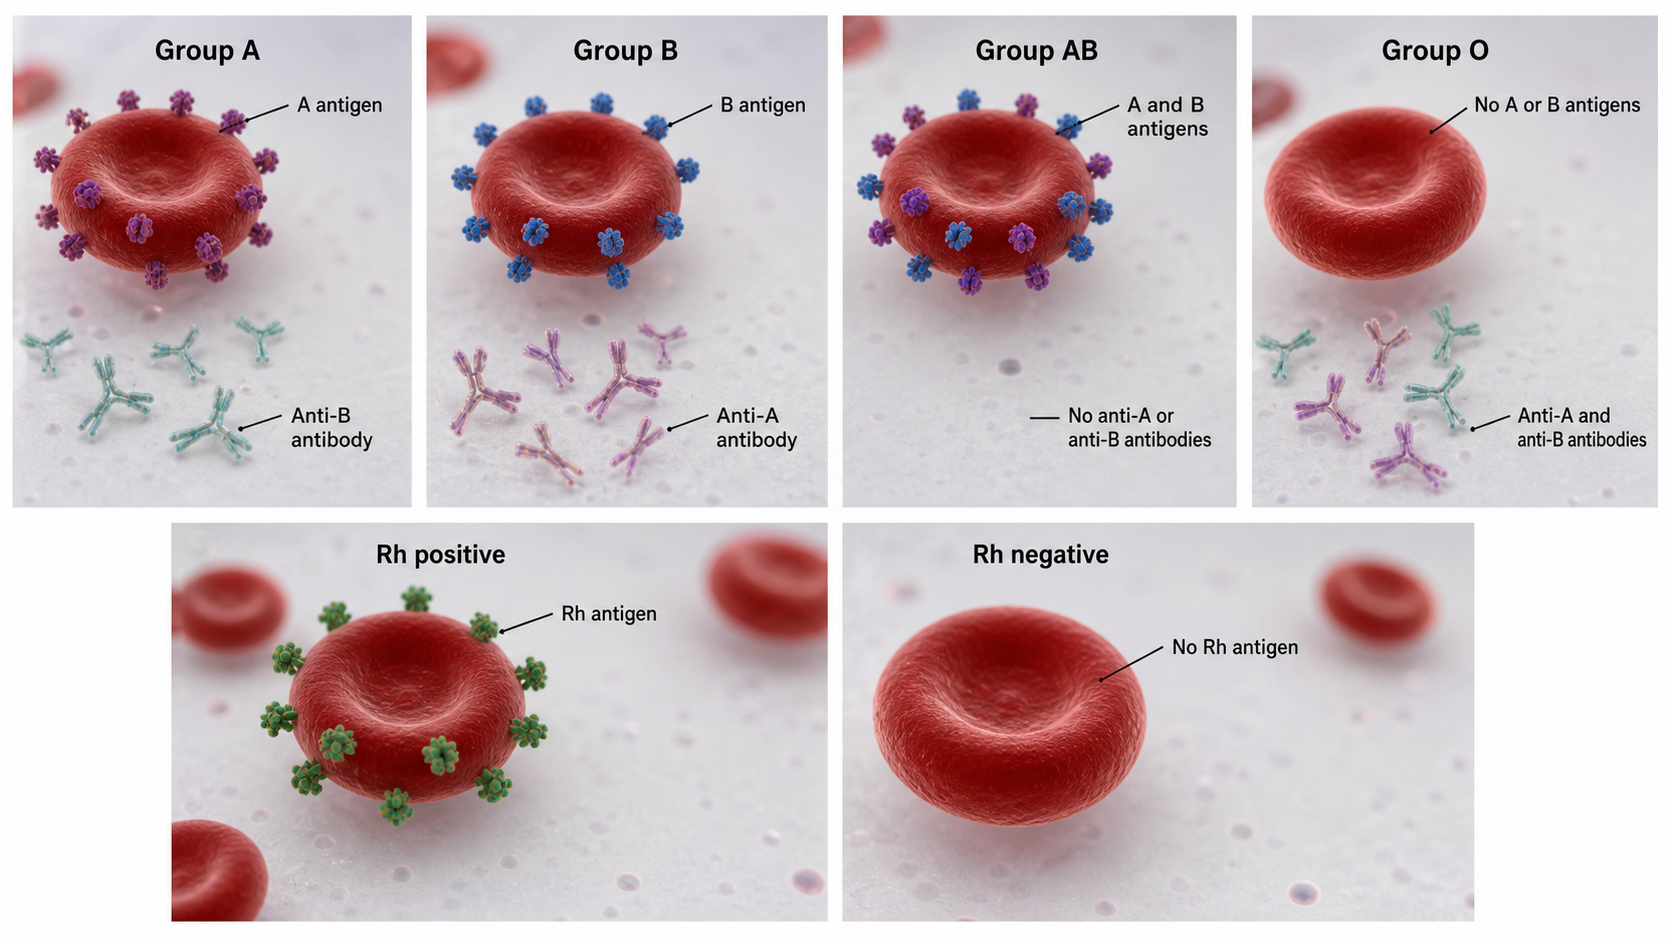 Group A
A antigen
Anti-B
antibody
Group B
B antigen
Anti-A
antibody
Group AB
A and B
antigens
No anti-A or
anti-B antibodies
Group O
No A or B antigens
Anti-A and
anti-B antibodies
Rh positive
Rh antigen
Rh negative
No Rh antigen